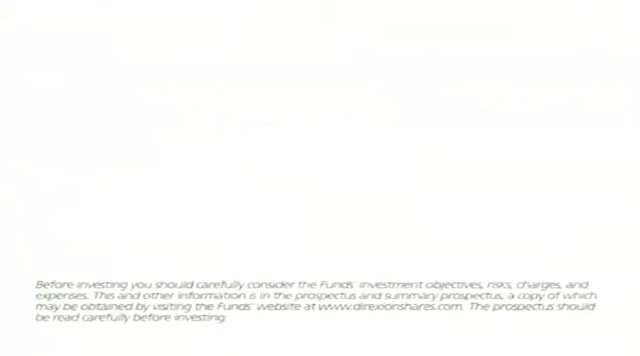 Before investing you should carefully consider the Funds' investment objectives, risks, charges, and
expenses. This and other information is in the prospectus and summary prospectus, a copy of which
may be obtained by visiting the Funds' website at www.direxionshares.com. The prospectus should
be read carefully before investing.